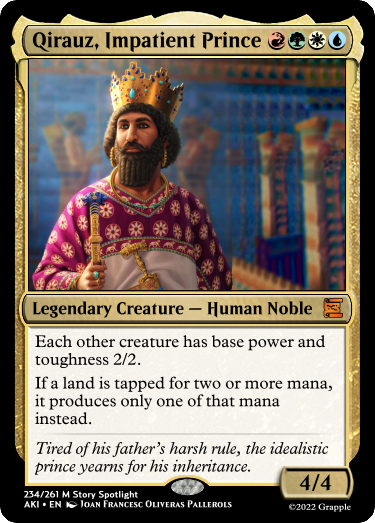 Qirauz, Impatient Prince
Legendary Creature — Human Noble
Each other creature has base power and
toughness 2/2.
If a land is tapped for two or more mana,
it produces only one of that mana
instead.
Tired of his father's harsh rule, the idealistic
prince yearns for his inheritance.
4/4
234/261 M Story Spotlight
AKI • EN Joan Francesc Oliveras Pallerols
©2022 Grapple